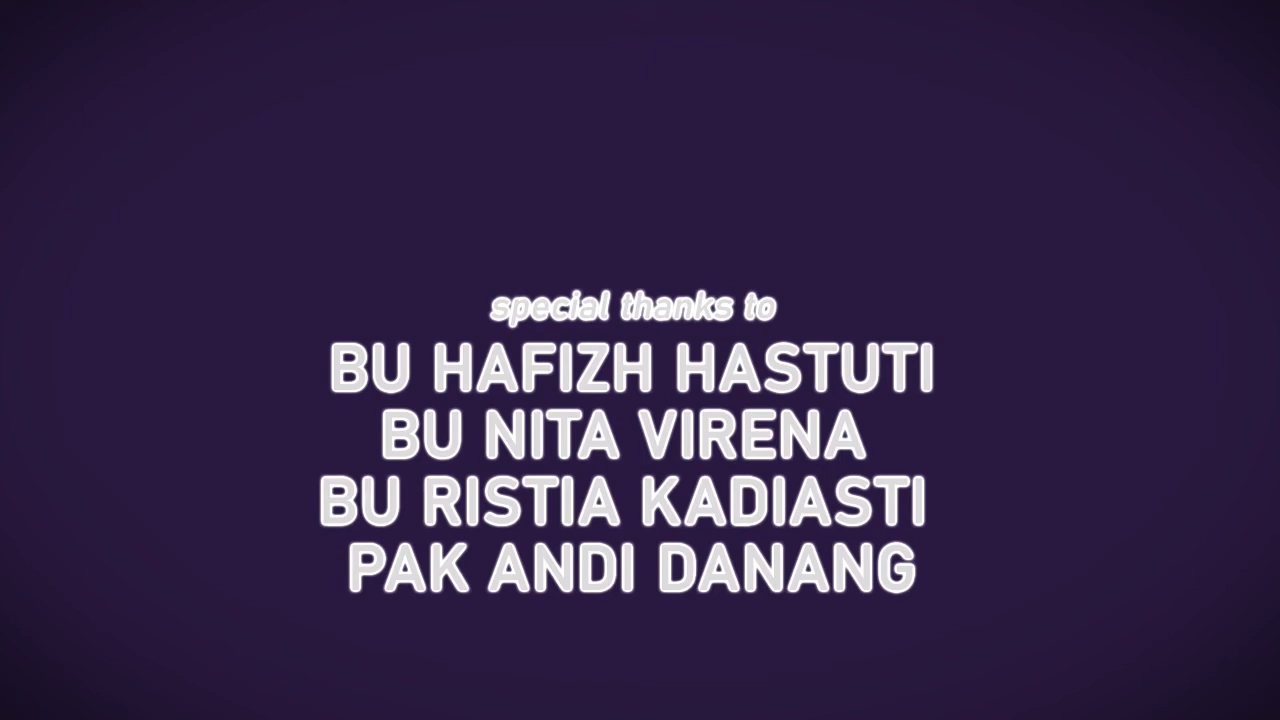 special thanks to
BU HAFIZH HASTUTI
BU NITA VIRENA
BU RISTIA KADIASTI
PAK ANDI DANANG